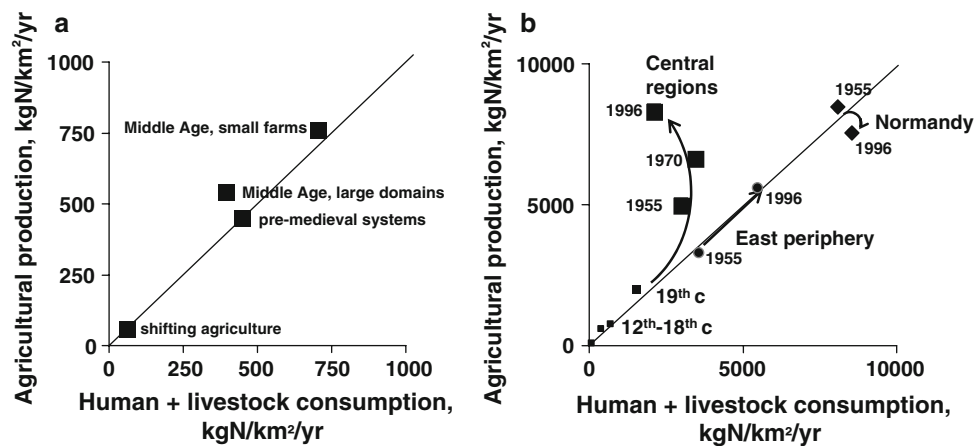 a
Agricultural production, kgN/km²/yr
1000
750
500
250
0
Middle Age, small farms
Middle Age, large domains
pre-medieval systems
shifting agriculture
0 250 500 750 1000
Human + livestock consumption,
kgN/km²/yr
b
Agricultural production, kgN/km²/yr
10000
5000
0
Central
regions
1996
1970
1955
1955
Normandy
1996
1996
East periphery
1955
19th c
12th-18th c
0 5000 10000
Human + livestock consumption,
kgN/km²/yr